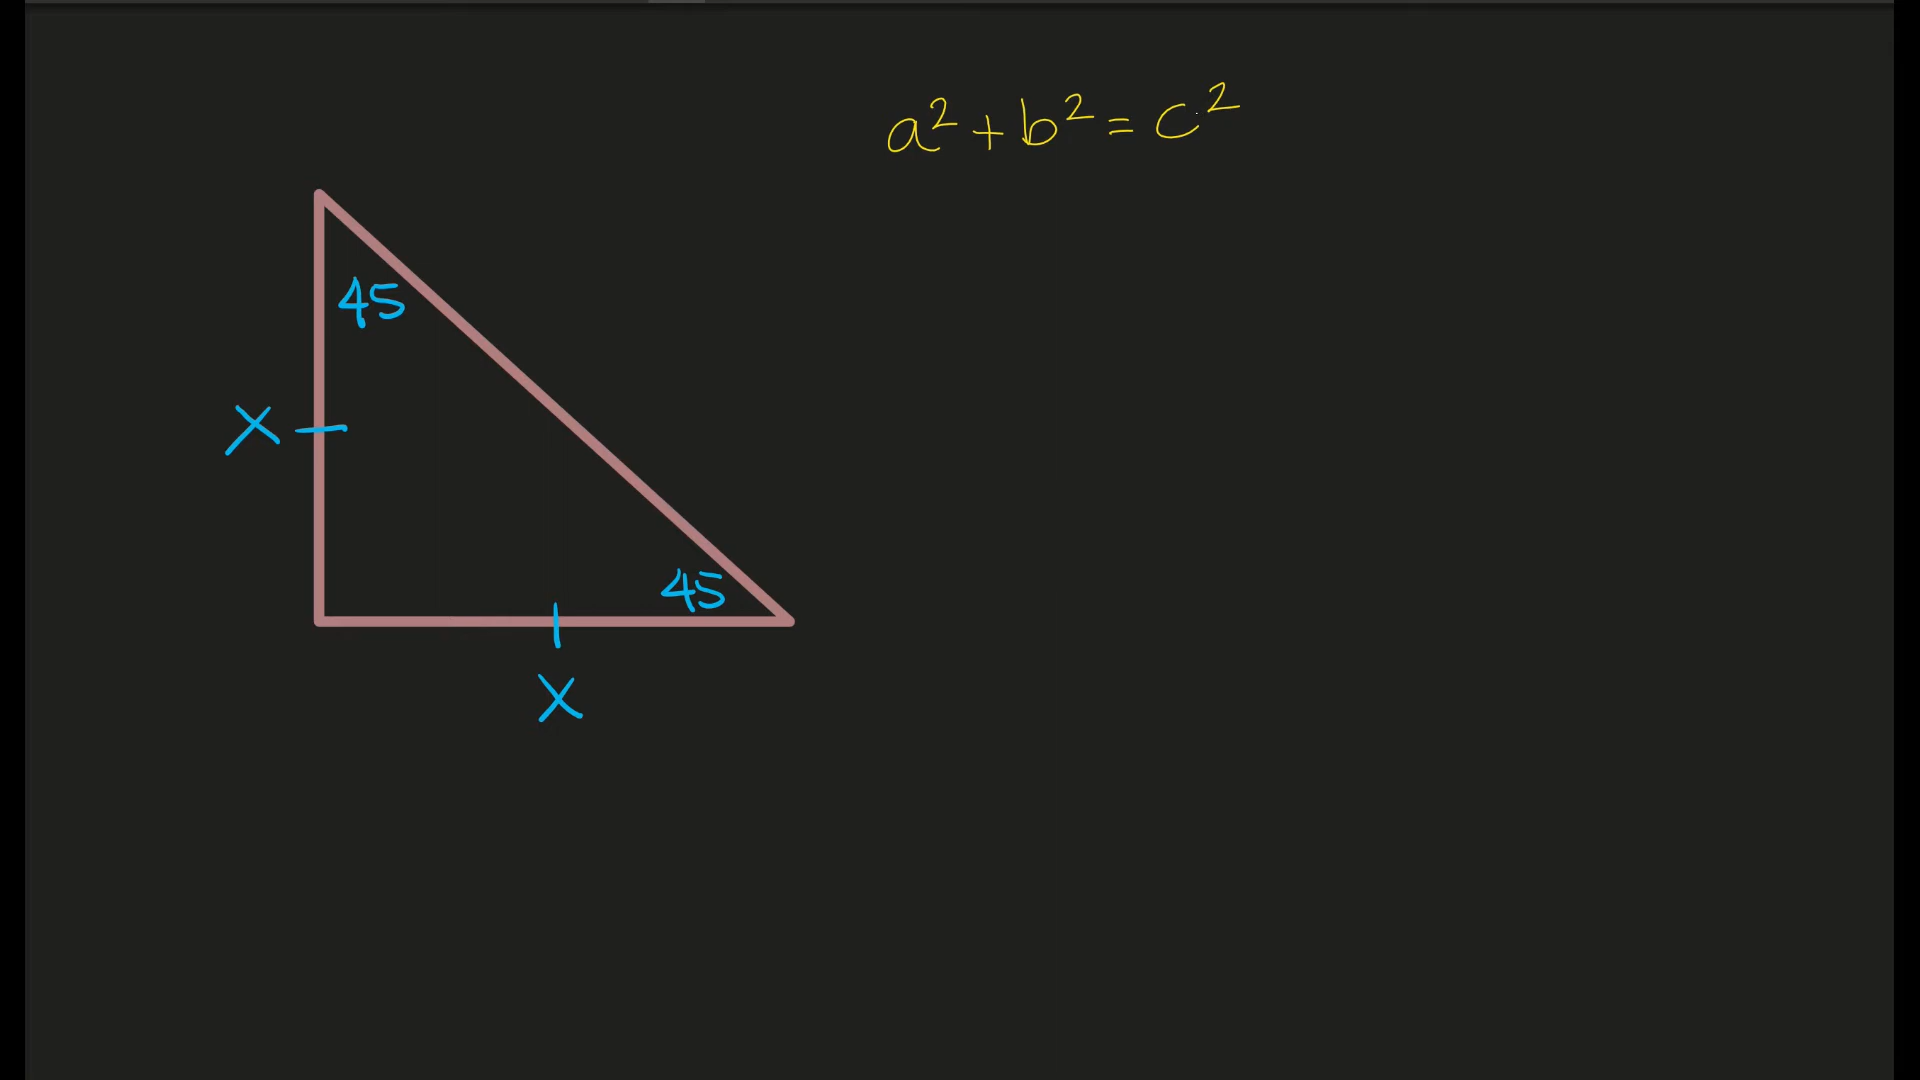 a² + b² = c²
45
X
45
X